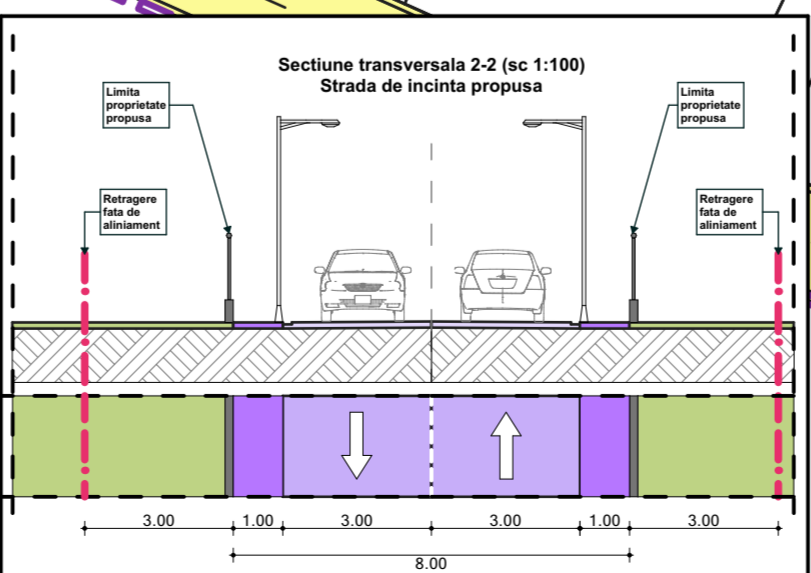 Sectiune transversala 2-2 (sc 1:100)
Strada de incinta propusa
Limita
proprietate
propusa
Limita
proprietate
propusa
Retragere
fata de
aliniament
Retragere
fata de
aliniament
3.00 1.00 3.00 3.00 1.00 3.00
8.00